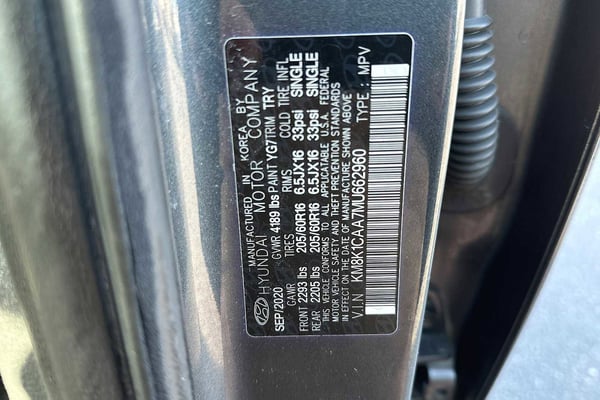 MANUFACTURED IN KOREA BY
HYUNDAI MOTOR COMPANY
SEP/2020 GVWR 4189 lbs PAINT YG7 TRIM TRY
GAWR TIRES RIMS COLD TIRE INFL
FRONT 2293 lbs 205/60R16 6.5JX16 33psi SINGLE
REAR 2205 lbs 205/60R16 6.5JX16 33psi SINGLE
THIS VEHICLE CONFORMS TO ALL APPLICABLE U.S.A. FEDERAL
MOTOR VEHICLE SAFETY AND THEFT PREVENTION STANDARDS
IN EFFECT ON THE DATE OF MANUFACTURE SHOWN ABOVE.
V.I.N KM8K1CAA7MU662960 TYPE : MPV